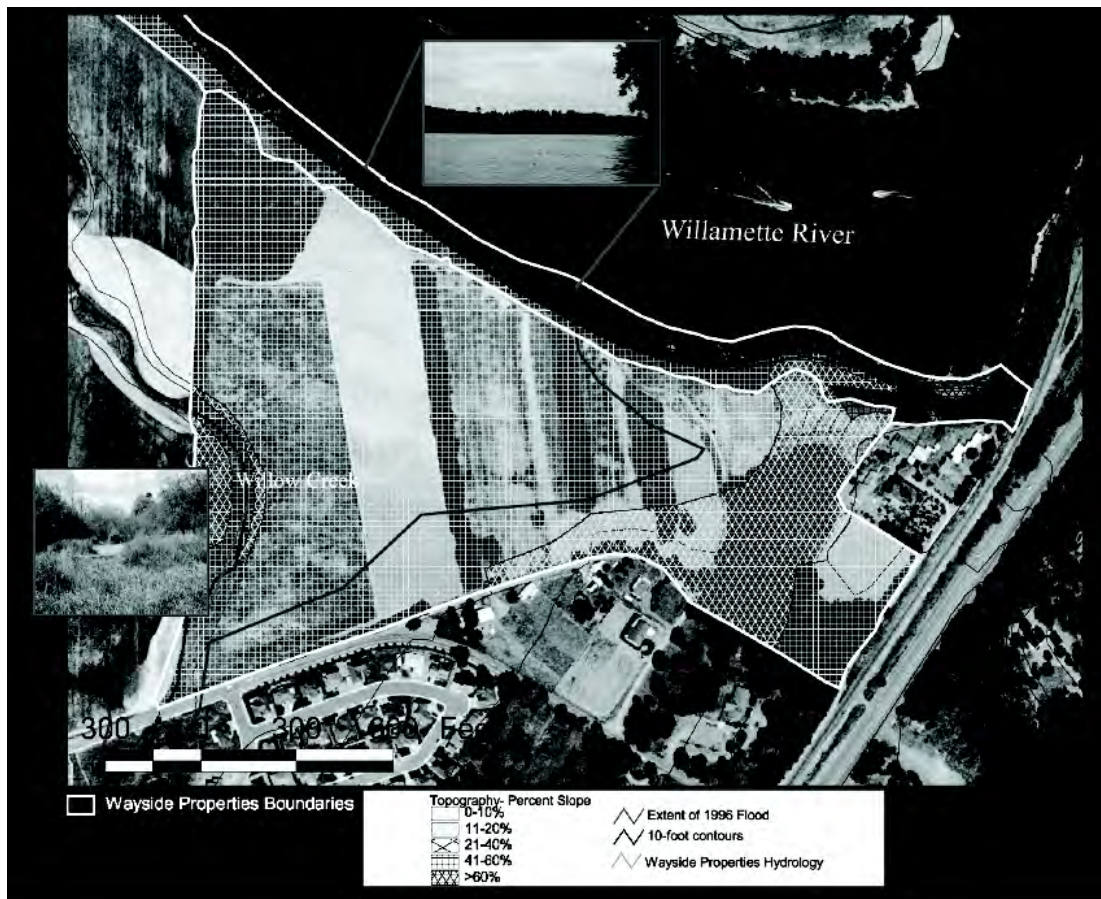 Willamette River
Willow Creek
300
300
Wayside Properties Boundaries
Topography- Percent Slope
0-10%
11-20%
21-40%
41-60%
>60%
Extent of 1996 Flood
10-foot contours
Wayside Properties Hydrology